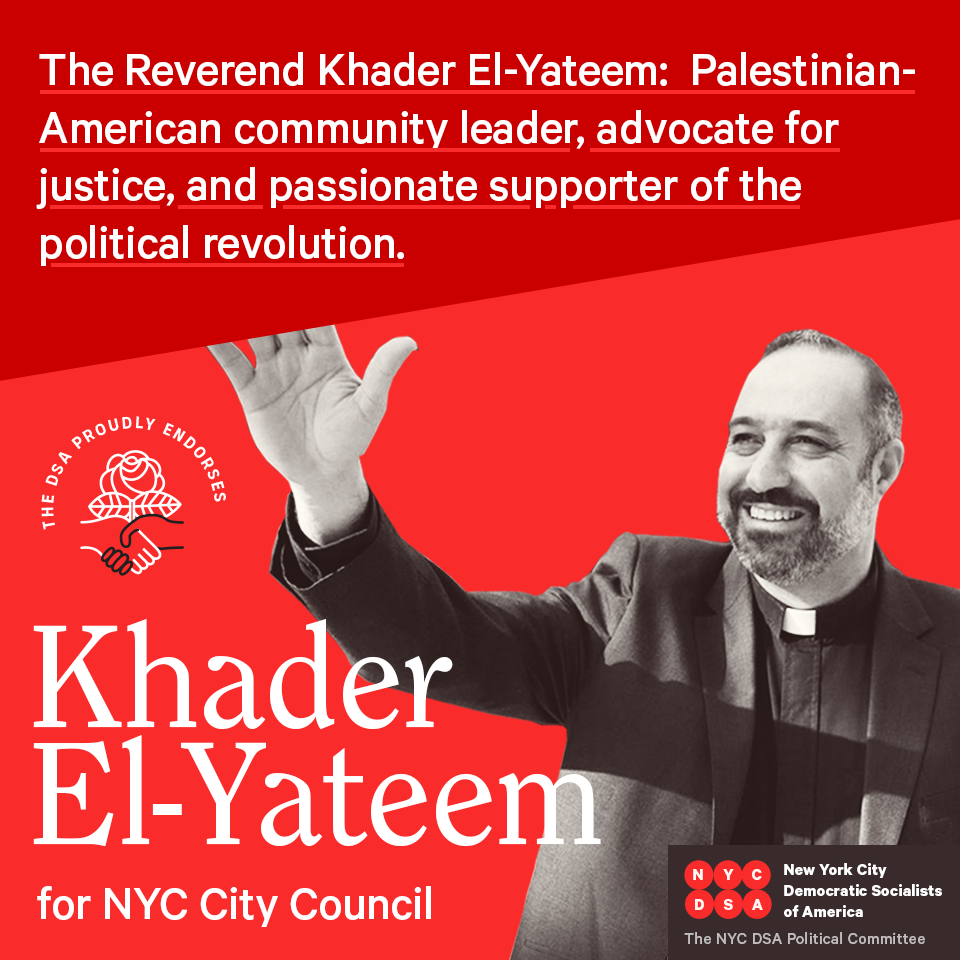 The Reverend Khader El-Yateem:  Palestinian-
American community leader, advocate for
justice, and passionate supporter of the
political revolution.
THE DSA PROUDLY ENDORSES
Khader
El-Yateem
for NYC City Council
N Y C
D S A
New York City
Democratic Socialists
of America
The NYC DSA Political Committee